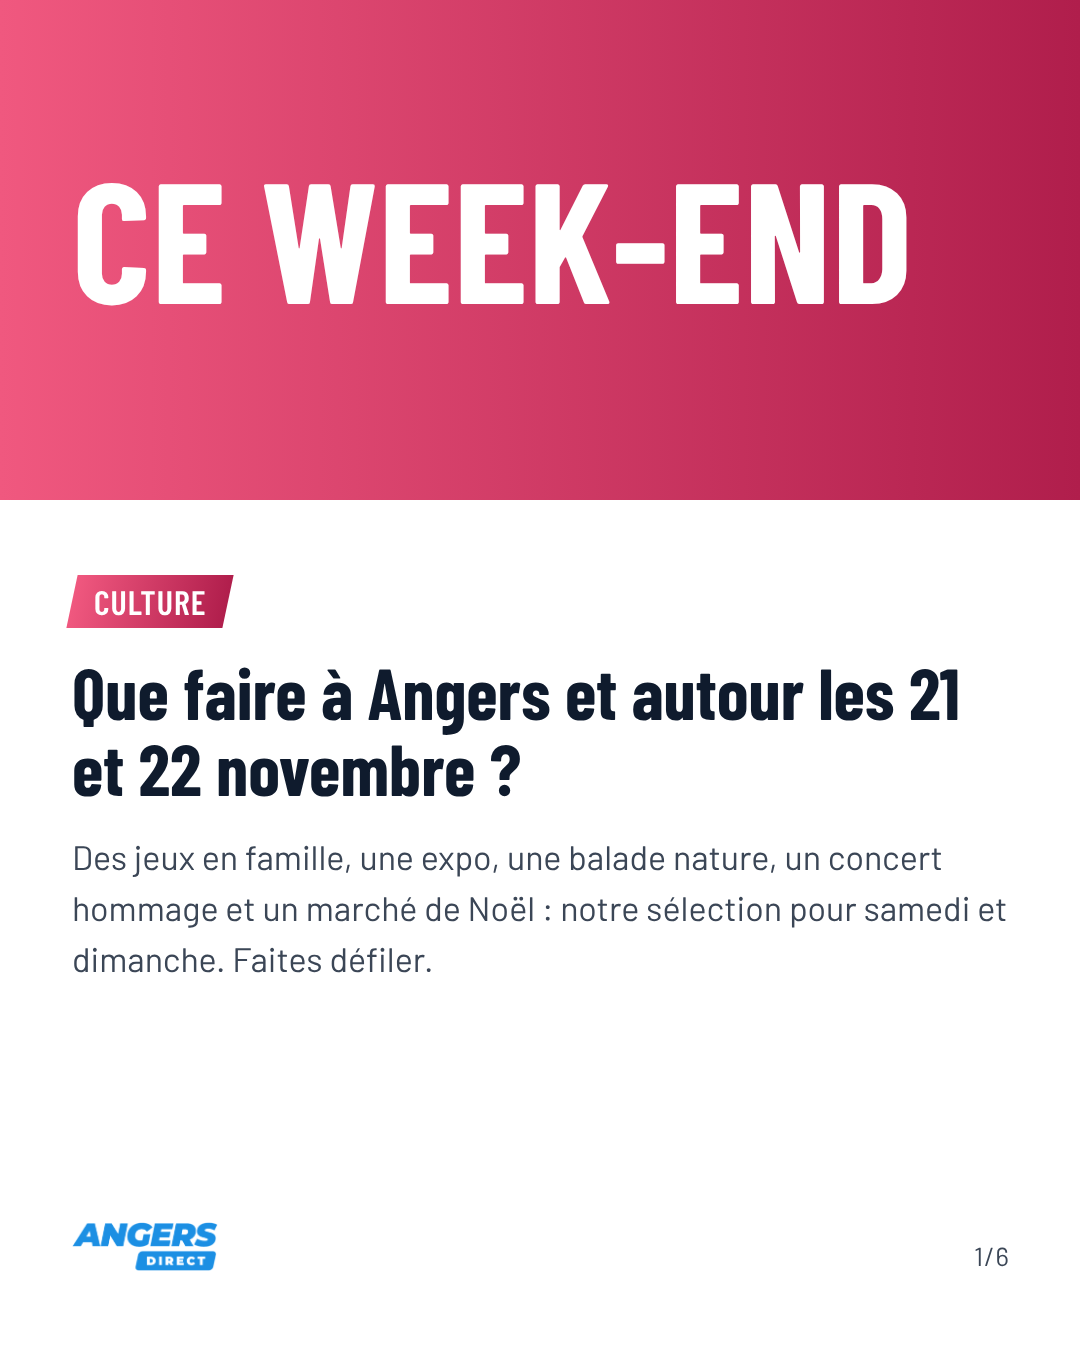 CE WEEK-END
CULTURE
Que faire à Angers et autour les 21
et 22 novembre ?
Des jeux en famille, une expo, une balade nature, un concert
hommage et un marché de Noël : notre sélection pour samedi et
dimanche. Faites défiler.
ANGERS
DIRECT
1/6